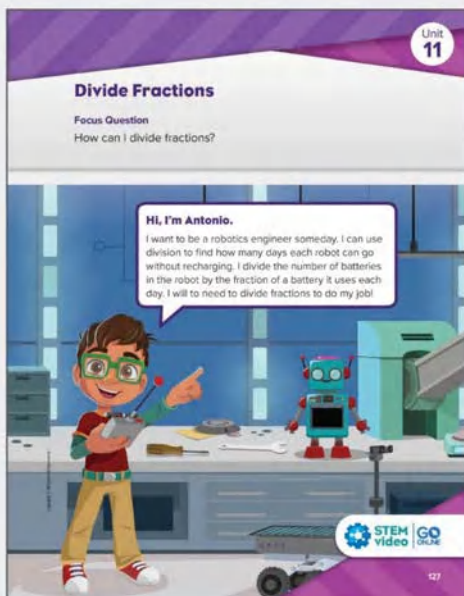 Unit
11
Divide Fractions
Focus Question
How can I divide fractions?
Hi, I'm Antonio.
I want to be a robotics engineer someday. I can use
division to find how many days each robot can go
without recharging. I divide the number of batteries
in the robot by the fraction of a battery it uses each
day. I will to need to divide fractions to do my job!
STEM
video
GO
ONLINE
127